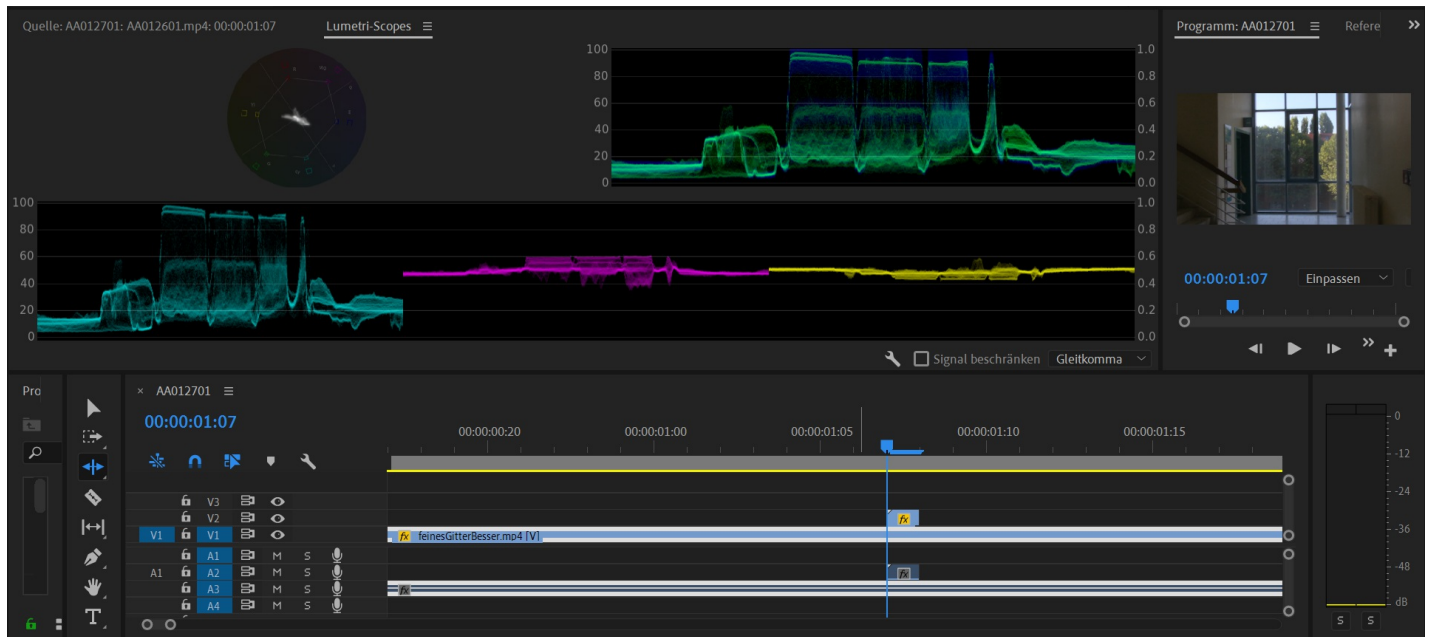 Quelle: AA012701: AA012601.mp4: 00:00:01:07
Lumetri-Scopes
Programm: AA012701
Refere
100
80
60
40
20
0
1.0
0.8
0.6
0.4
0.2
0.0
100
80
60
40
20
0
1.0
0.8
0.6
0.4
0.2
0.0
00:00:01:07
Einpassen
Signal beschränken
Gleitkomma
Pro
× AA012701
00:00:01:07
00:00:00:20
00:00:01:00
00:00:01:05
00:00:01:10
00:00:01:15
V3
V2
fx
V1 V1
fx feinesGitterBesser.mp4 [V]
A1 M S
A1 A2 M S
fx
A3 M S
fx
A4 M S
T
0
-12
-24
-36
-48
dB
S S